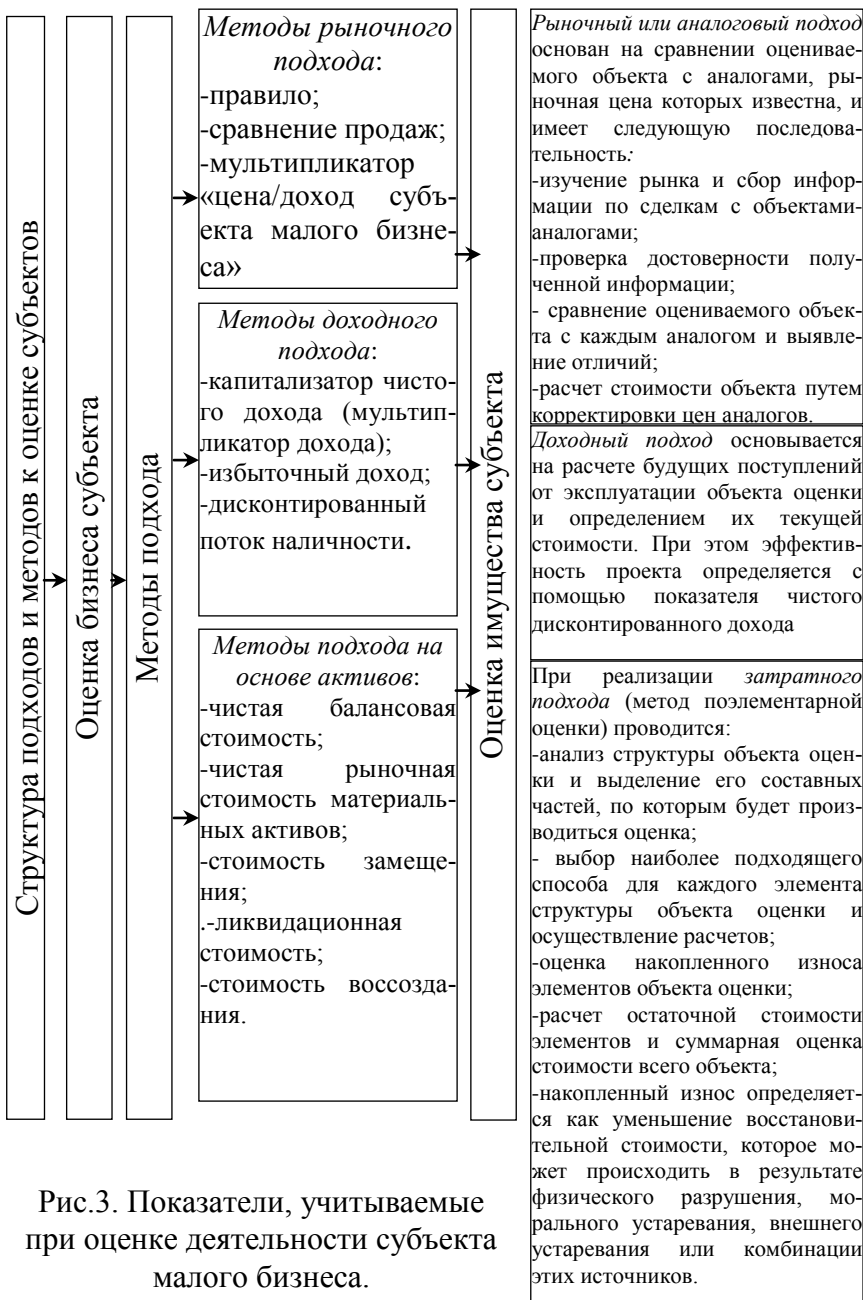 Структура подходов и методов к оценке субъектов
Оценка бизнеса субъекта
Методы подхода
Методы рыночного
подхода:
-правило;
-сравнение продаж;
-мультипликатор
«цена/доход субъ-
екта малого бизне-
са»
Методы доходного
подхода:
-капитализатор чисто-
го дохода (мультип-
ликатор дохода);
-избыточный доход;
-дисконтированный
поток наличности.
Методы подхода на
основе активов:
-чистая балансовая
стоимость;
-чистая рыночная
стоимость материаль-
ных активов;
-стоимость замеще-
ния;
.-ликвидационная
стоимость;
-стоимость воссозда-
ния.
Оценка имущества субъекта
Рыночный или аналоговый подход
основан на сравнении оценивае-
мого объекта с аналогами, ры-
ночная цена которых известна, и
имеет следующую последова-
тельность:
-изучение рынка и сбор инфор-
мации по сделкам с объектами-
аналогами;
-проверка достоверности полу-
ченной информации;
- сравнение оцениваемого объек-
та с каждым аналогом и выявле-
ние отличий;
-расчет стоимости объекта путем
корректировки цен аналогов.
Доходный подход основывается
на расчете будущих поступлений
от эксплуатации объекта оценки
и определением их текущей
стоимости. При этом эффектив-
ность проекта определяется с
помощью показателя чистого
дисконтированного дохода
При реализации затратного
подхода (метод поэлементарной
оценки) проводится:
-анализ структуры объекта оцен-
ки и выделение его составных
частей, по которым будет произ-
водиться оценка;
- выбор наиболее подходящего
способа для каждого элемента
структуры объекта оценки и
осуществление расчетов;
-оценка накопленного износа
элементов объекта оценки;
-расчет остаточной стоимости
элементов и суммарная оценка
стоимости всего объекта;
-накопленный износ определяет-
ся как уменьшение восстанови-
тельной стоимости, которое мо-
жет происходить в результате
физического разрушения, мо-
рального устаревания, внешнего
устаревания или комбинации
этих источников.
Рис.3. Показатели, учитываемые
при оценке деятельности субъекта
малого бизнеса.